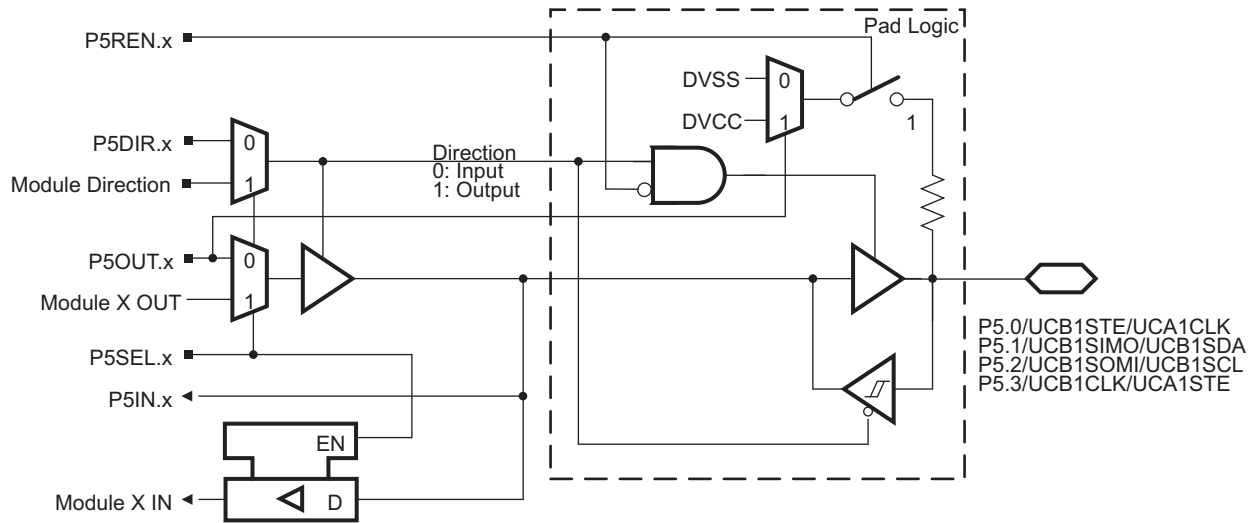 Pad Logic
P5REN.x
DVSS
0
DVCC
1
1
P5DIR.x
0
Direction
0: Input
1: Output
Module Direction
1
P5OUT.x
0
Module X OUT
1
P5SEL.x
P5IN.x
EN
Module X IN
D
P5.0/UCB1STE/UCA1CLK
P5.1/UCB1SIMO/UCB1SDA
P5.2/UCB1SOMI/UCB1SCL
P5.3/UCB1CLK/UCA1STE